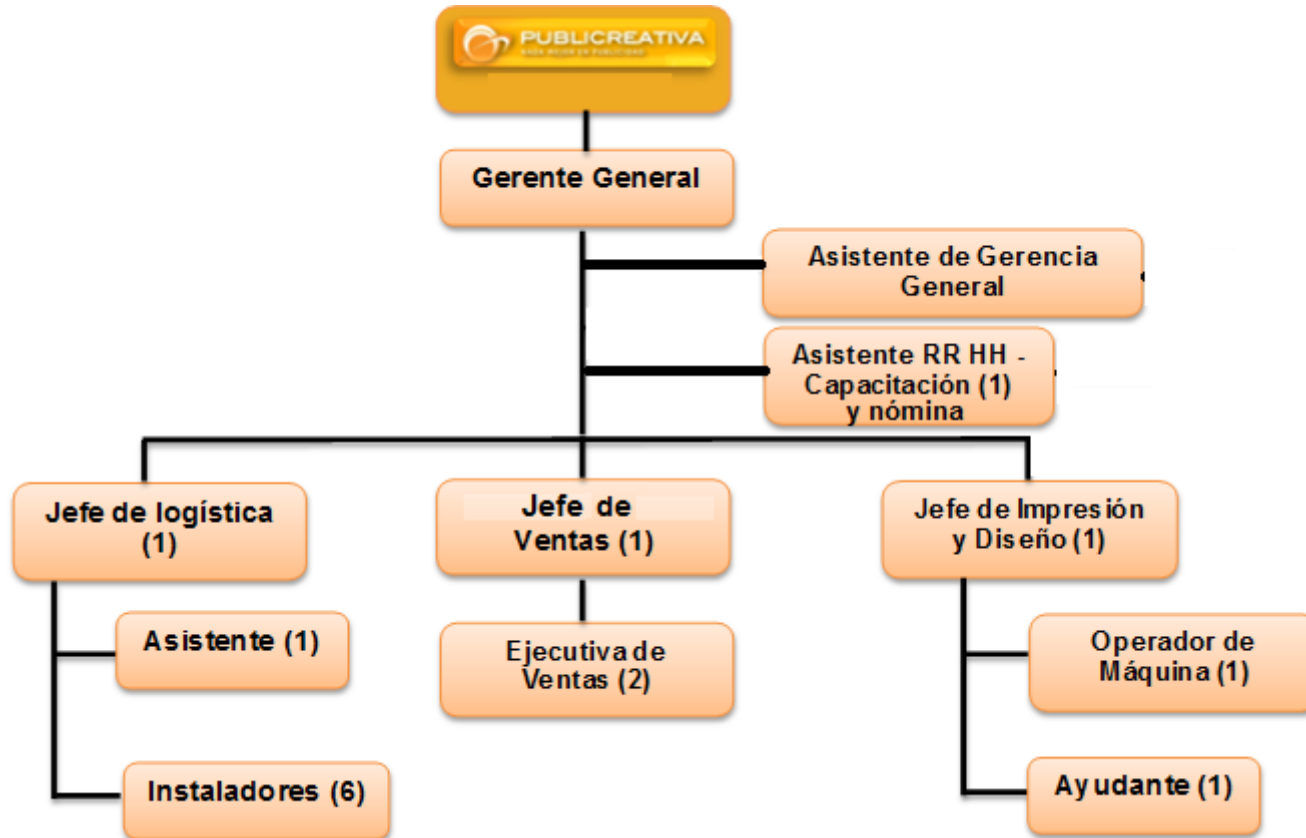 PUBLICREATIVA
Gerente General
Asistente de Gerencia
General
Asistente RR HH -
Capacitación (1)
y nómina
Jefe de logística
(1)
Jefe de
Ventas (1)
Jefe de Impresión
y Diseño (1)
Asistente (1)
Ejecutiva de
Ventas (2)
Operador de
Máquina (1)
Instaladores (6)
Ayudante (1)